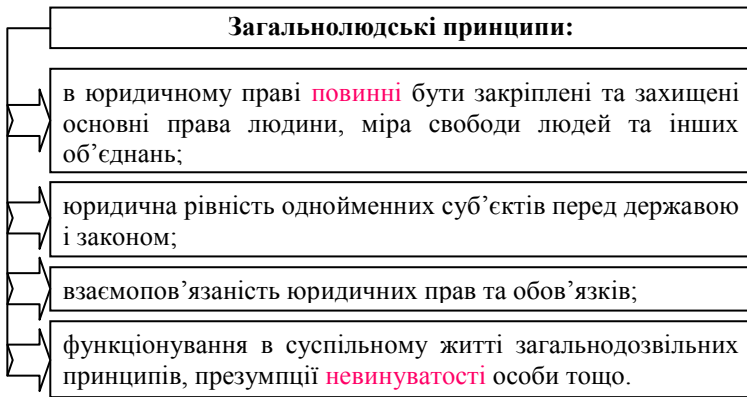 Загальнолюдські принципи:
в юридичному праві повинні бути закріплені та захищені
основні права людини, міра свободи людей та інших
об’єднань;
юридична рівність однойменних суб’єктів перед державою
і законом;
взаємопов’язаність юридичних прав та обов’язків;
функціонування в суспільному житті загальнодозвільних
принципів, презумпції невинуватості особи тощо.